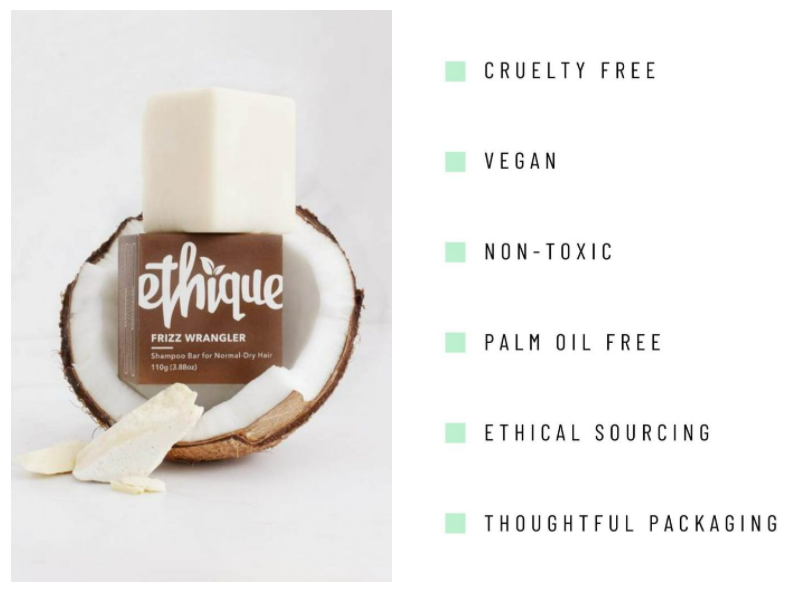 ethique
FRIZZ WRANGLER
Shampoo Bar for Normal-Dry Hair
110g (3.88oz)
CRUELTY FREE
VEGAN
NON-TOXIC
PALM OIL FREE
ETHICAL SOURCING
THOUGHTFUL PACKAGING